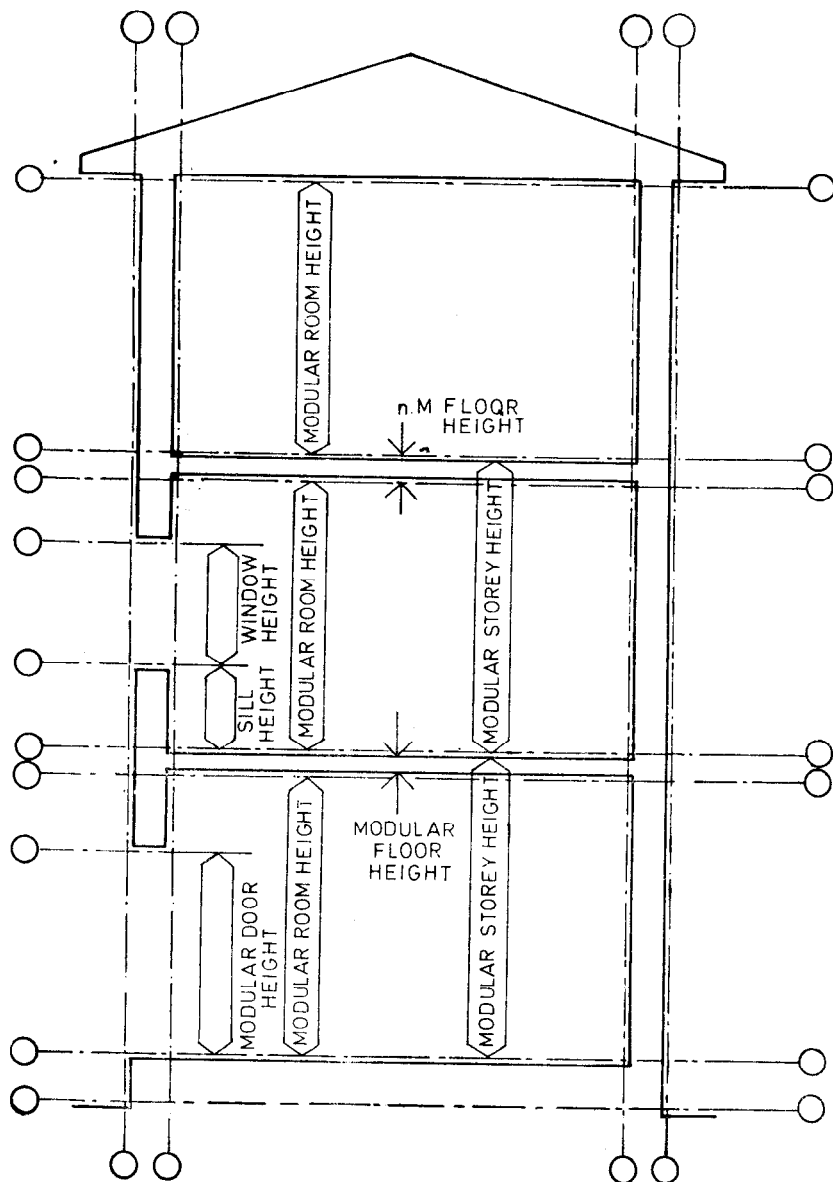 MODULAR ROOM HEIGHT
n.M FLOOR
HEIGHT
WINDOW
HEIGHT
SILL
HEIGHT
MODULAR ROOM HEIGHT
MODULAR STOREY HEIGHT
MODULAR
FLOOR
HEIGHT
MODULAR DOOR
HEIGHT
MODULAR ROOM HEIGHT
MODULAR STOREY HEIGHT